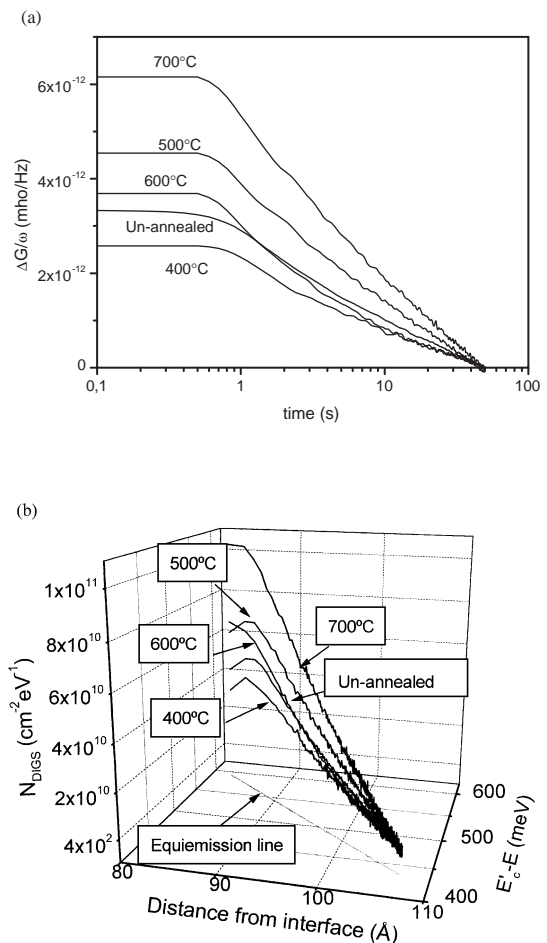 (a)
700°C
6x10-12
500°C
4x10-12
600°C
Un-annealed
2x10-12
400°C
0
0,1
1
10
100
ΔG/ω (mho/Hz)
time (s)
(b)
500ºC
1x10¹¹
700ºC
8x10¹⁰
600ºC
Un-annealed
6x10¹⁰
400ºC
4x10¹⁰
2x10¹⁰
4x10²
NDIGS (cm-2eV-1)
Equiemission line
80
90
100
110
Distance from interface (Å)
600
500
400
E'c-E (meV)